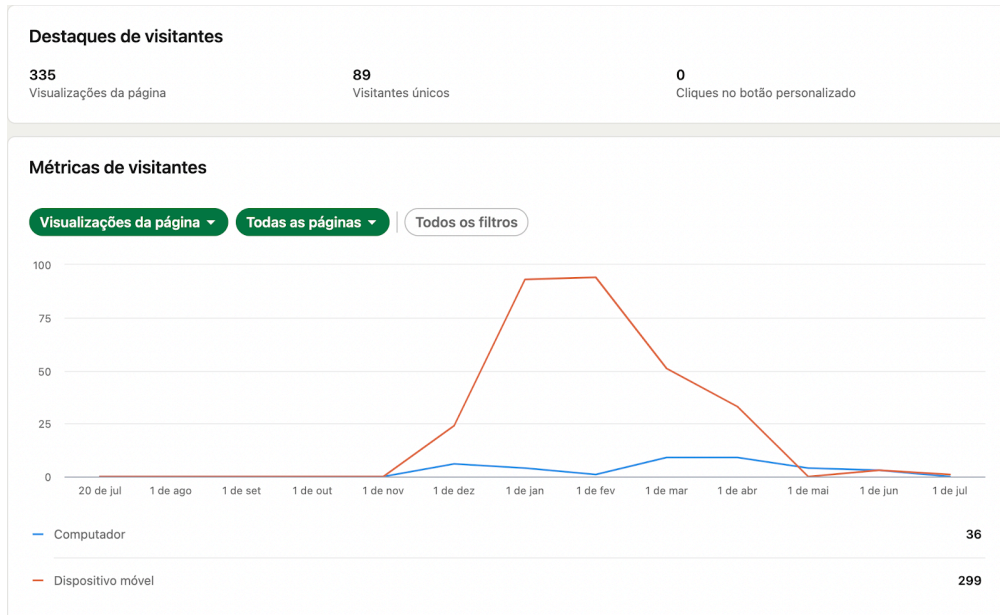 Destaques de visitantes
335 89 0
Visualizações da página Visitantes únicos Cliques no botão personalizado
Métricas de visitantes
Visualizações da página Todas as páginas Todos os filtros
100
75
50
25
0
20 de jul 1 de ago 1 de set 1 de out 1 de nov 1 de dez 1 de jan 1 de fev 1 de mar 1 de abr 1 de mai 1 de jun 1 de jul
Computador 36
Dispositivo móvel 299